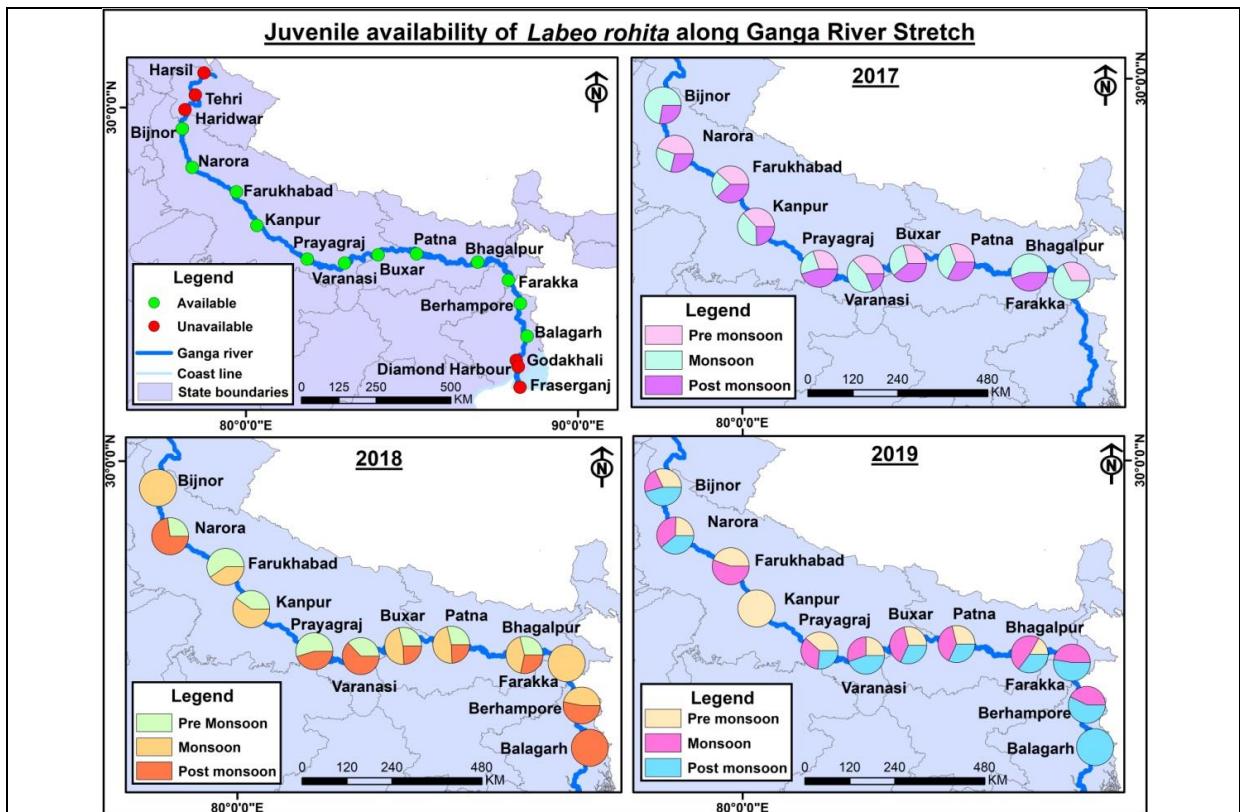 Juvenile availability of Labeo rohita along Ganga River Stretch
Harsil
Tehri
Haridwar
Bijnor
Narora
Farukhabad
Kanpur
Prayagraj
Varanasi
Buxar
Patna
Bhagalpur
Farakka
Berhampore
Balagarh
Godakhali
Diamond Harbour
Fraserganj
N
30°0'0"N
Legend
Available
Unavailable
Ganga river
Coast line
State boundaries
0 125 250 500
KM
80°0'0"E
90°0'0"E
2017
N
30°0'0"N
Bijnor
Narora
Farukhabad
Kanpur
Prayagraj
Varanasi
Buxar
Patna
Bhagalpur
Farakka
Legend
Pre monsoon
Monsoon
Post monsoon
0 120 240 480
KM
80°0'0"E
2018
N
30°0'0"N
Bijnor
Narora
Farukhabad
Kanpur
Prayagraj
Varanasi
Buxar
Patna
Bhagalpur
Farakka
Berhampore
Balagarh
Legend
Pre Monsoon
Monsoon
Post monsoon
0 120 240 480
KM
80°0'0"E
2019
N
30°0'0"N
Bijnor
Narora
Farukhabad
Kanpur
Prayagraj
Varanasi
Buxar
Patna
Bhagalpur
Farakka
Berhampore
Balagarh
Legend
Pre monsoon
Monsoon
Post monsoon
0 120 240 480
KM
80°0'0"E